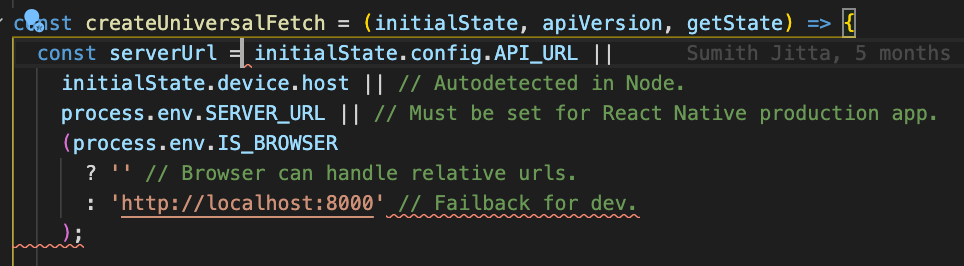 const createUniversalFetch = (initialState, apiVersion, getState) => {
const serverUrl = initialState.config.API_URL || Sumith Jitta, 5 months
initialState.device.host || // Autodetected in Node.
process.env.SERVER_URL || // Must be set for React Native production app.
(process.env.IS_BROWSER
? '' // Browser can handle relative urls.
: 'http://localhost:8000' // Failback for dev.
);